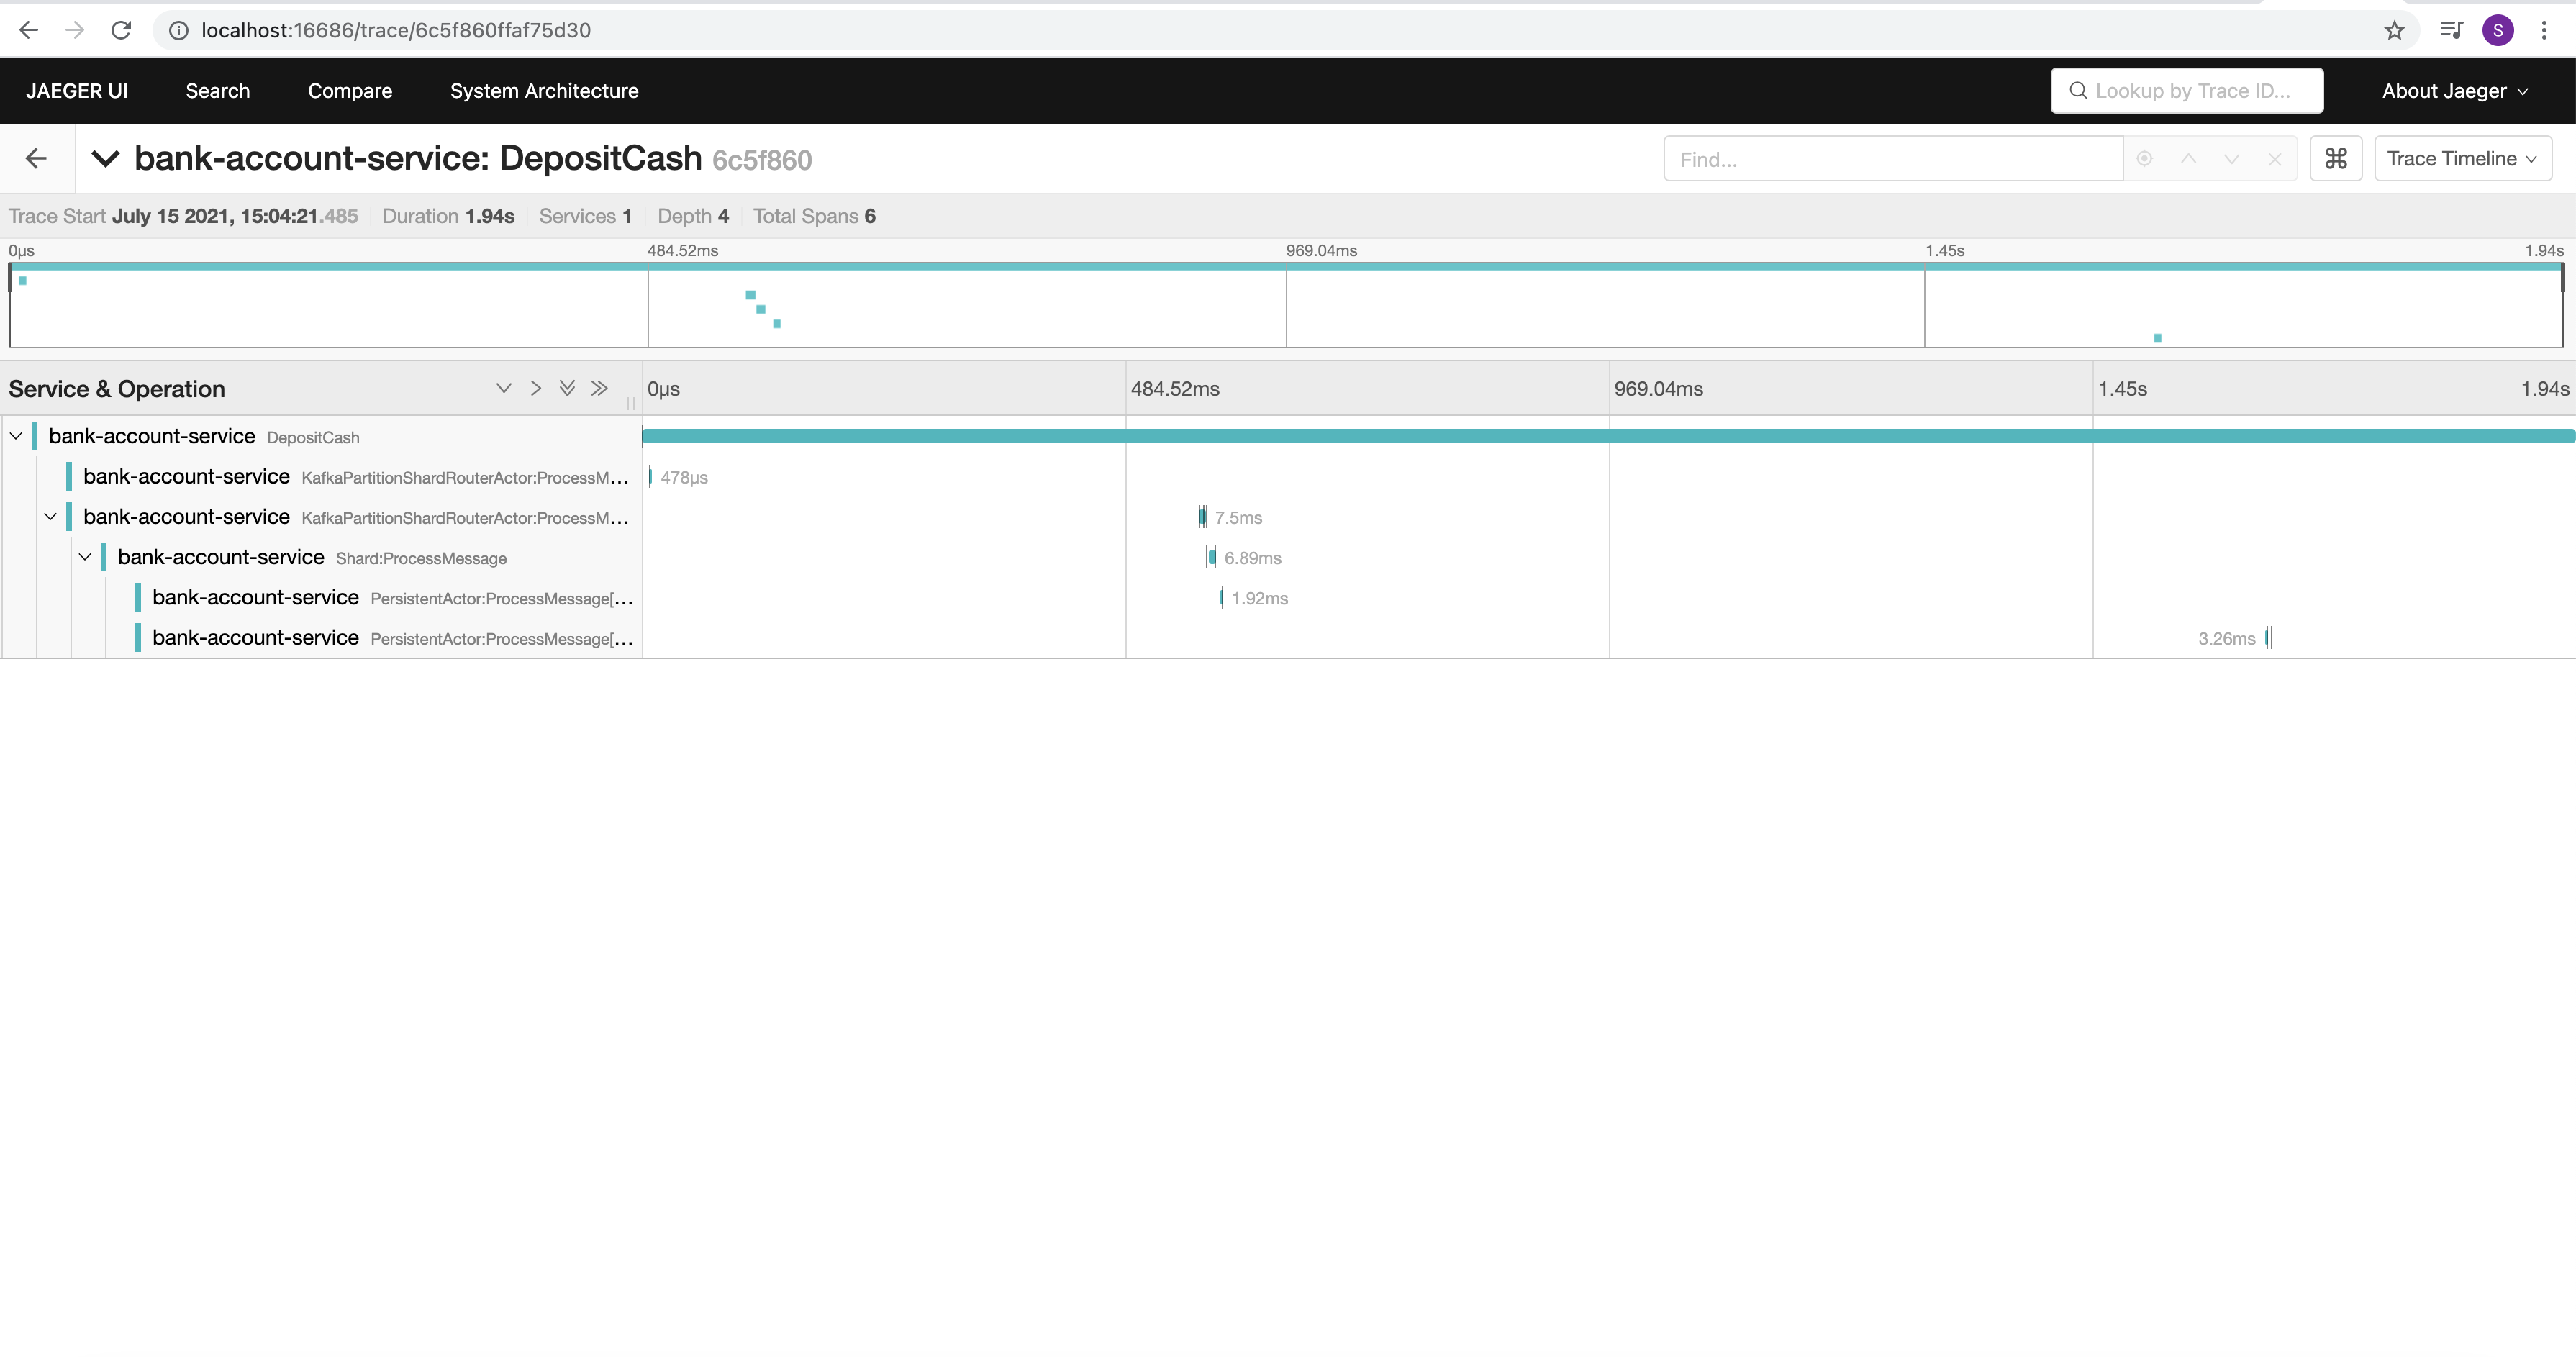 localhost:16686/trace/6c5f860ffaf75d30
S
JAEGER UI Search Compare System Architecture Lookup by Trace ID... About Jaeger
bank-account-service: DepositCash 6c5f860 Find... ⌘ Trace Timeline
Trace Start July 15 2021, 15:04:21.485 Duration 1.94s Services 1 Depth 4 Total Spans 6
0μs 484.52ms 969.04ms 1.45s 1.94s
Service & Operation 0μs 484.52ms 969.04ms 1.45s 1.94s
bank-account-service DepositCash
bank-account-service KafkaPartitionShardRouterActor:ProcessM... 478μs
bank-account-service KafkaPartitionShardRouterActor:ProcessM... 7.5ms
bank-account-service Shard:ProcessMessage 6.89ms
bank-account-service PersistentActor:ProcessMessage[... 1.92ms
bank-account-service PersistentActor:ProcessMessage[... 3.26ms